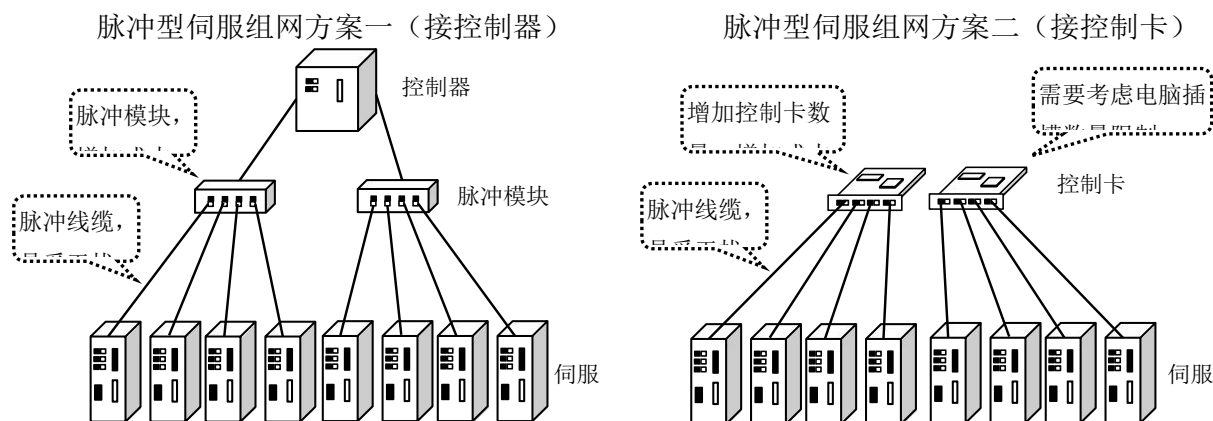 脉冲型伺服组网方案一（接控制器）
控制器
脉冲模块，
脉冲模块
脉冲线缆，
伺服
脉冲型伺服组网方案二（接控制卡）
增加控制卡数
需要考虑电脑插
控制卡
脉冲线缆，
伺服